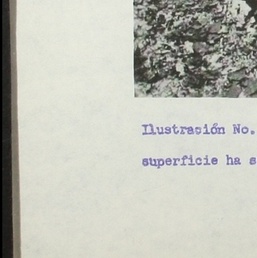 Ilustración No.
superficie ha s